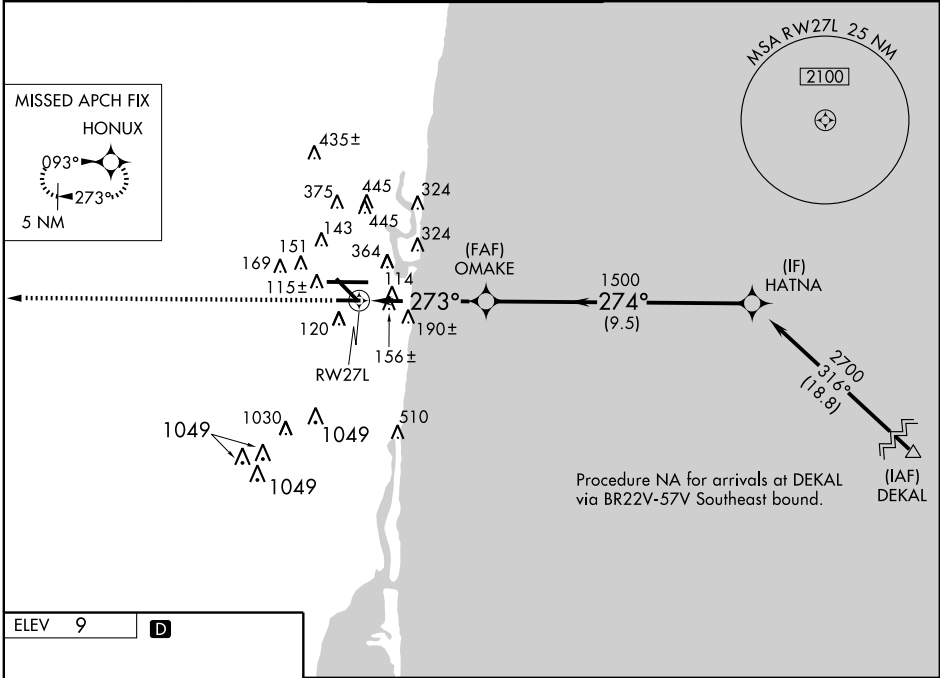 MSA RW27L 25 NM
2100
MISSED APCH FIX
HONUX
093°
273°
5 NM
435±
375
445
324
445
143
324
151
364
169
(FAF)
OMAKE
(IF)
HATNA
115±
114
1500
273°
274°
(9.5)
120
190±
156±
RW27L
2700
316°
(18.8)
1030
1049
510
1049
1049
(IAF)
DEKAL
Procedure NA for arrivals at DEKAL
via BR22V-57V Southeast bound.
ELEV 9
D